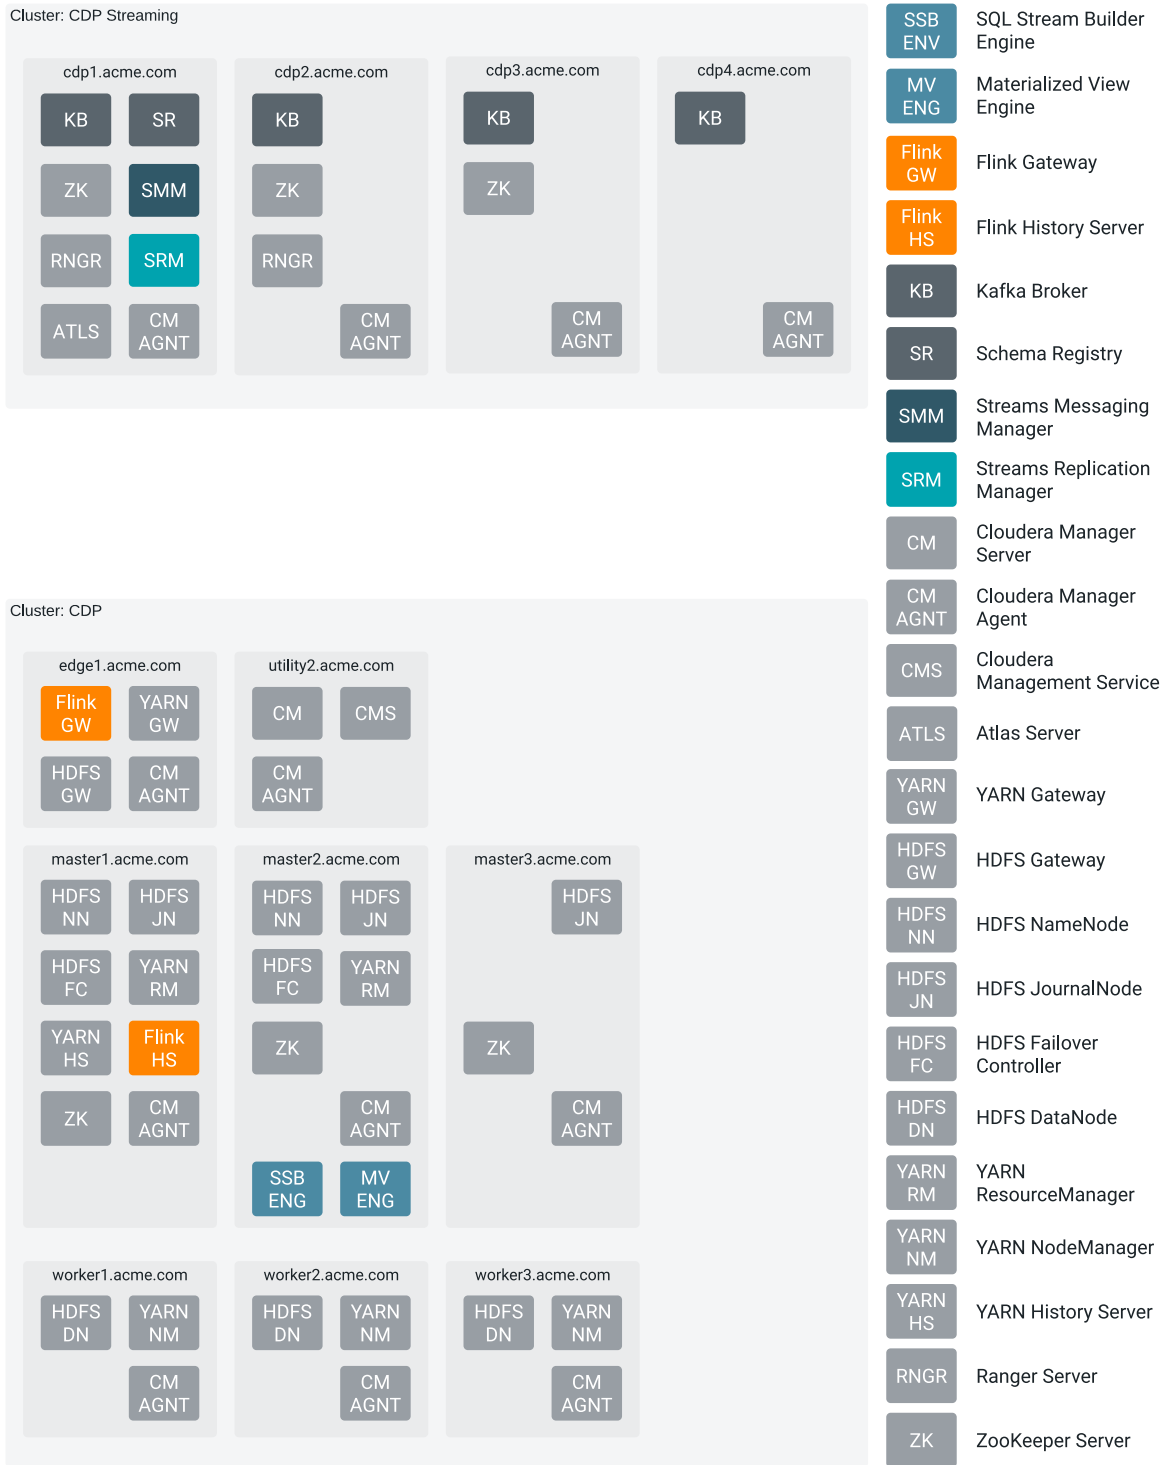 Cluster: CDP Streaming
cdp1.acme.com
KB
SR
ZK
SMM
RNGR
SRM
ATLS
CM
AGNT
cdp2.acme.com
KB
ZK
RNGR
CM
AGNT
cdp3.acme.com
KB
ZK
CM
AGNT
cdp4.acme.com
KB
CM
AGNT
Cluster: CDP
edge1.acme.com
Flink
GW
YARN
GW
HDFS
GW
CM
AGNT
utility2.acme.com
CM
CMS
CM
AGNT
master1.acme.com
HDFS
NN
HDFS
JN
HDFS
FC
YARN
RM
YARN
HS
Flink
HS
ZK
CM
AGNT
master2.acme.com
HDFS
NN
HDFS
JN
HDFS
FC
YARN
RM
ZK
CM
AGNT
SSB
ENG
MV
ENG
master3.acme.com
HDFS
JN
ZK
CM
AGNT
worker1.acme.com
HDFS
DN
YARN
NM
CM
AGNT
worker2.acme.com
HDFS
DN
YARN
NM
CM
AGNT
worker3.acme.com
HDFS
DN
YARN
NM
CM
AGNT
SSB
ENV
SQL Stream Builder
Engine
MV
ENG
Materialized View
Engine
Flink
GW
Flink Gateway
Flink
HS
Flink History Server
KB
Kafka Broker
SR
Schema Registry
SMM
Streams Messaging
Manager
SRM
Streams Replication
Manager
CM
Cloudera Manager
Server
CM
AGNT
Cloudera Manager
Agent
CMS
Cloudera
Management Service
ATLS
Atlas Server
YARN
GW
YARN Gateway
HDFS
GW
HDFS Gateway
HDFS
NN
HDFS NameNode
HDFS
JN
HDFS JournalNode
HDFS
FC
HDFS Failover
Controller
HDFS
DN
HDFS DataNode
YARN
RM
YARN
ResourceManager
YARN
NM
YARN NodeManager
YARN
HS
YARN History Server
RNGR
Ranger Server
ZK
ZooKeeper Server